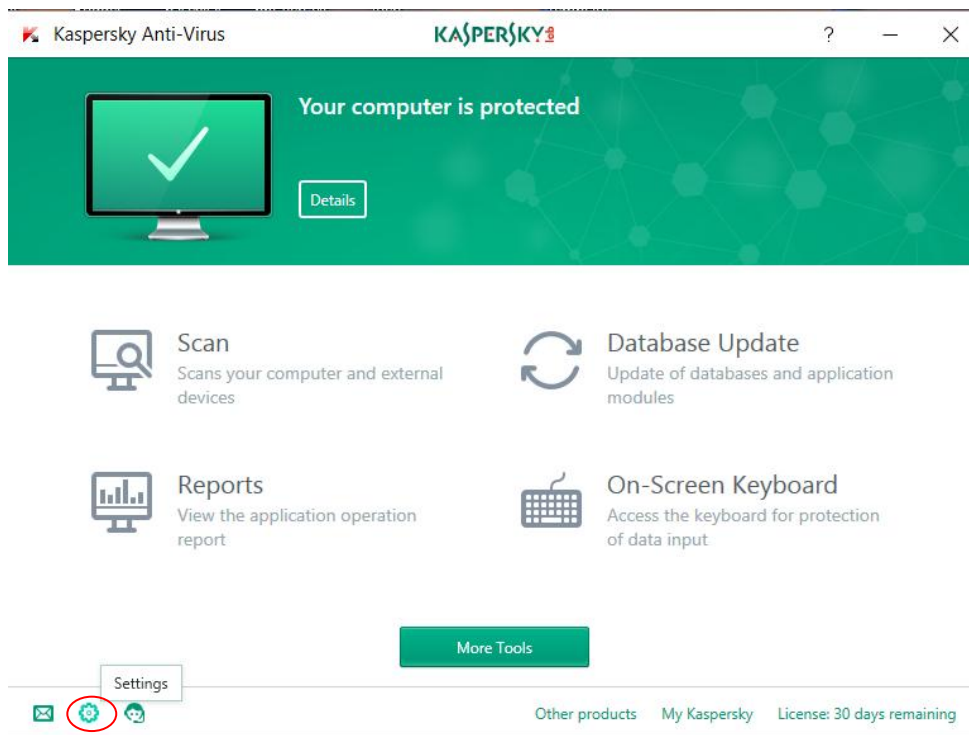 Kaspersky Anti-Virus
KASPERSKY lab
?
Your computer is protected
Details
Scan
Scans your computer and external
devices
Database Update
Update of databases and application
modules
Reports
View the application operation
report
On-Screen Keyboard
Access the keyboard for protection
of data input
More Tools
Settings
Other products
My Kaspersky
License: 30 days remaining